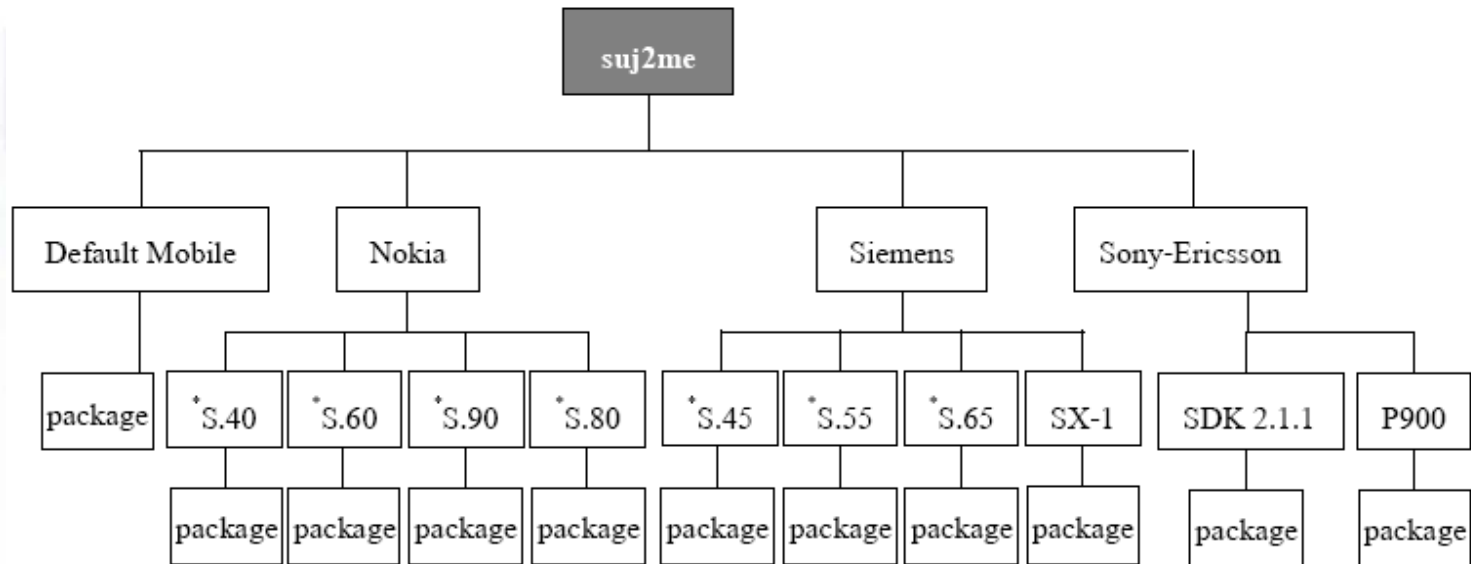 suj2me
Default Mobile
Nokia
Siemens
Sony-Ericsson
package
*S.40
*S.60
*S.90
*S.80
*S.45
*S.55
*S.65
SX-1
SDK 2.1.1
P900
package
package
package
package
package
package
package
package
package
package